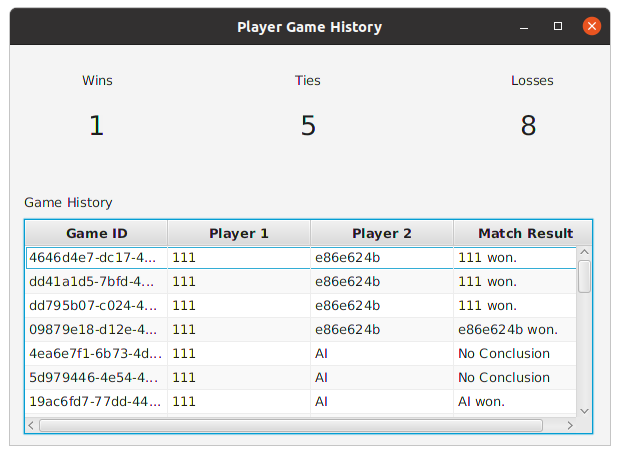 Player Game History
Wins Ties Losses
1 5 8
Game History
Game ID Player 1 Player 2 Match Result
4646d4e7-dc17-4... 111 e86e624b 111 won.
dd41a1d5-7bfd-4... 111 e86e624b 111 won.
dd795b07-c024-4... 111 e86e624b 111 won.
09879e18-d12e-4... 111 e86e624b e86e624b won.
4ea6e7f1-6b73-4d... 111 AI No Conclusion
5d979446-4e54-4... 111 AI No Conclusion
19ac6fd7-77dd-44... 111 AI AI won.